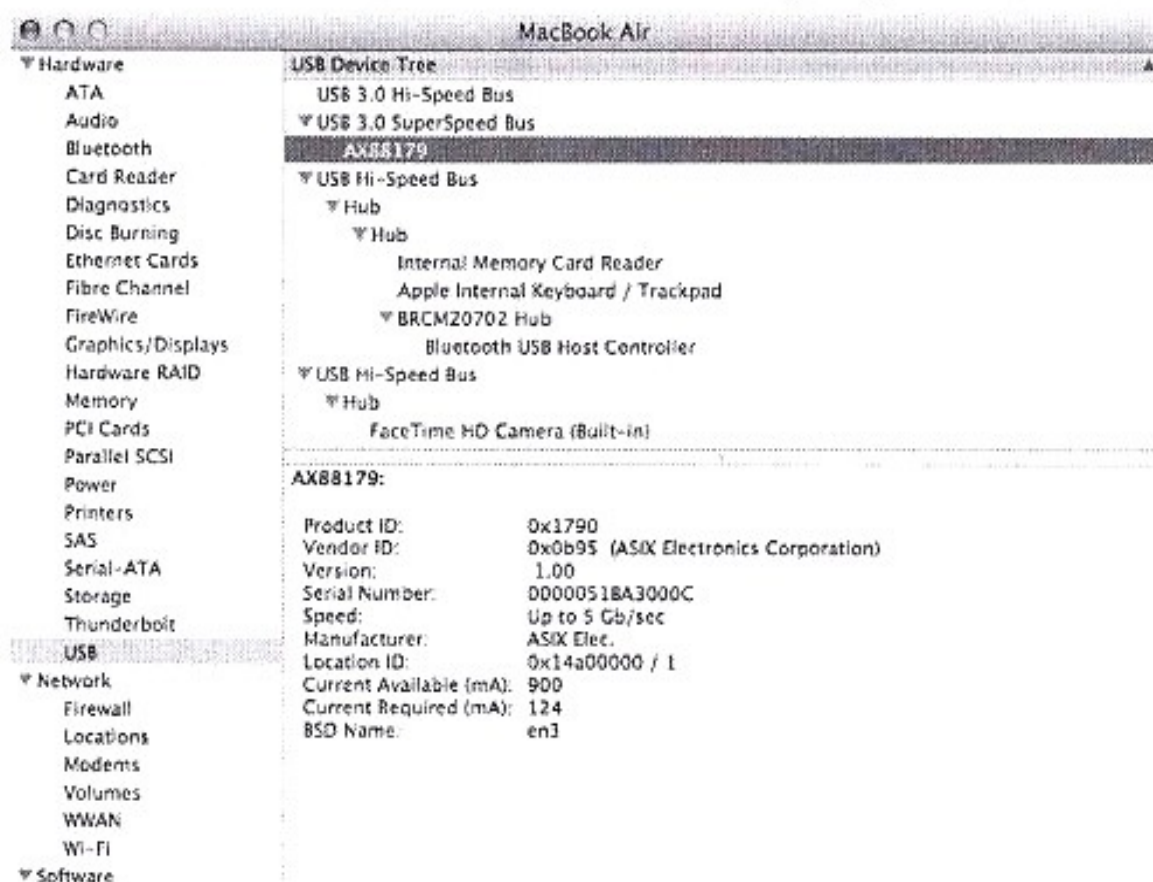 MacBook Air
Hardware
ATA
Audio
Bluetooth
Card Reader
Diagnostics
Disc Burning
Ethernet Cards
Fibre Channel
FireWire
Graphics/Displays
Hardware RAID
Memory
PCI Cards
Parallel SCSI
Power
Printers
SAS
Serial-ATA
Storage
Thunderbolt
USB
Network
Firewall
Locations
Modems
Volumes
WWAN
Wi-Fi
Software
USB Device Tree
USB 3.0 Hi-Speed Bus
USB 3.0 SuperSpeed Bus
AX88179
USB Hi-Speed Bus
Hub
Hub
Internal Memory Card Reader
Apple Internal Keyboard / Trackpad
BRCM20702 Hub
Bluetooth USB Host Controller
USB Hi-Speed Bus
Hub
FaceTime HD Camera (Built-in)
AX88179:
Product ID: 0x1790
Vendor ID: 0x0b95 (ASIX Electronics Corporation)
Version: 1.00
Serial Number: 0000051BA3000C
Speed: Up to 5 Gb/sec
Manufacturer: ASIX Elec.
Location ID: 0x14a00000 / 1
Current Available (mA): 900
Current Required (mA): 124
BSD Name: en3